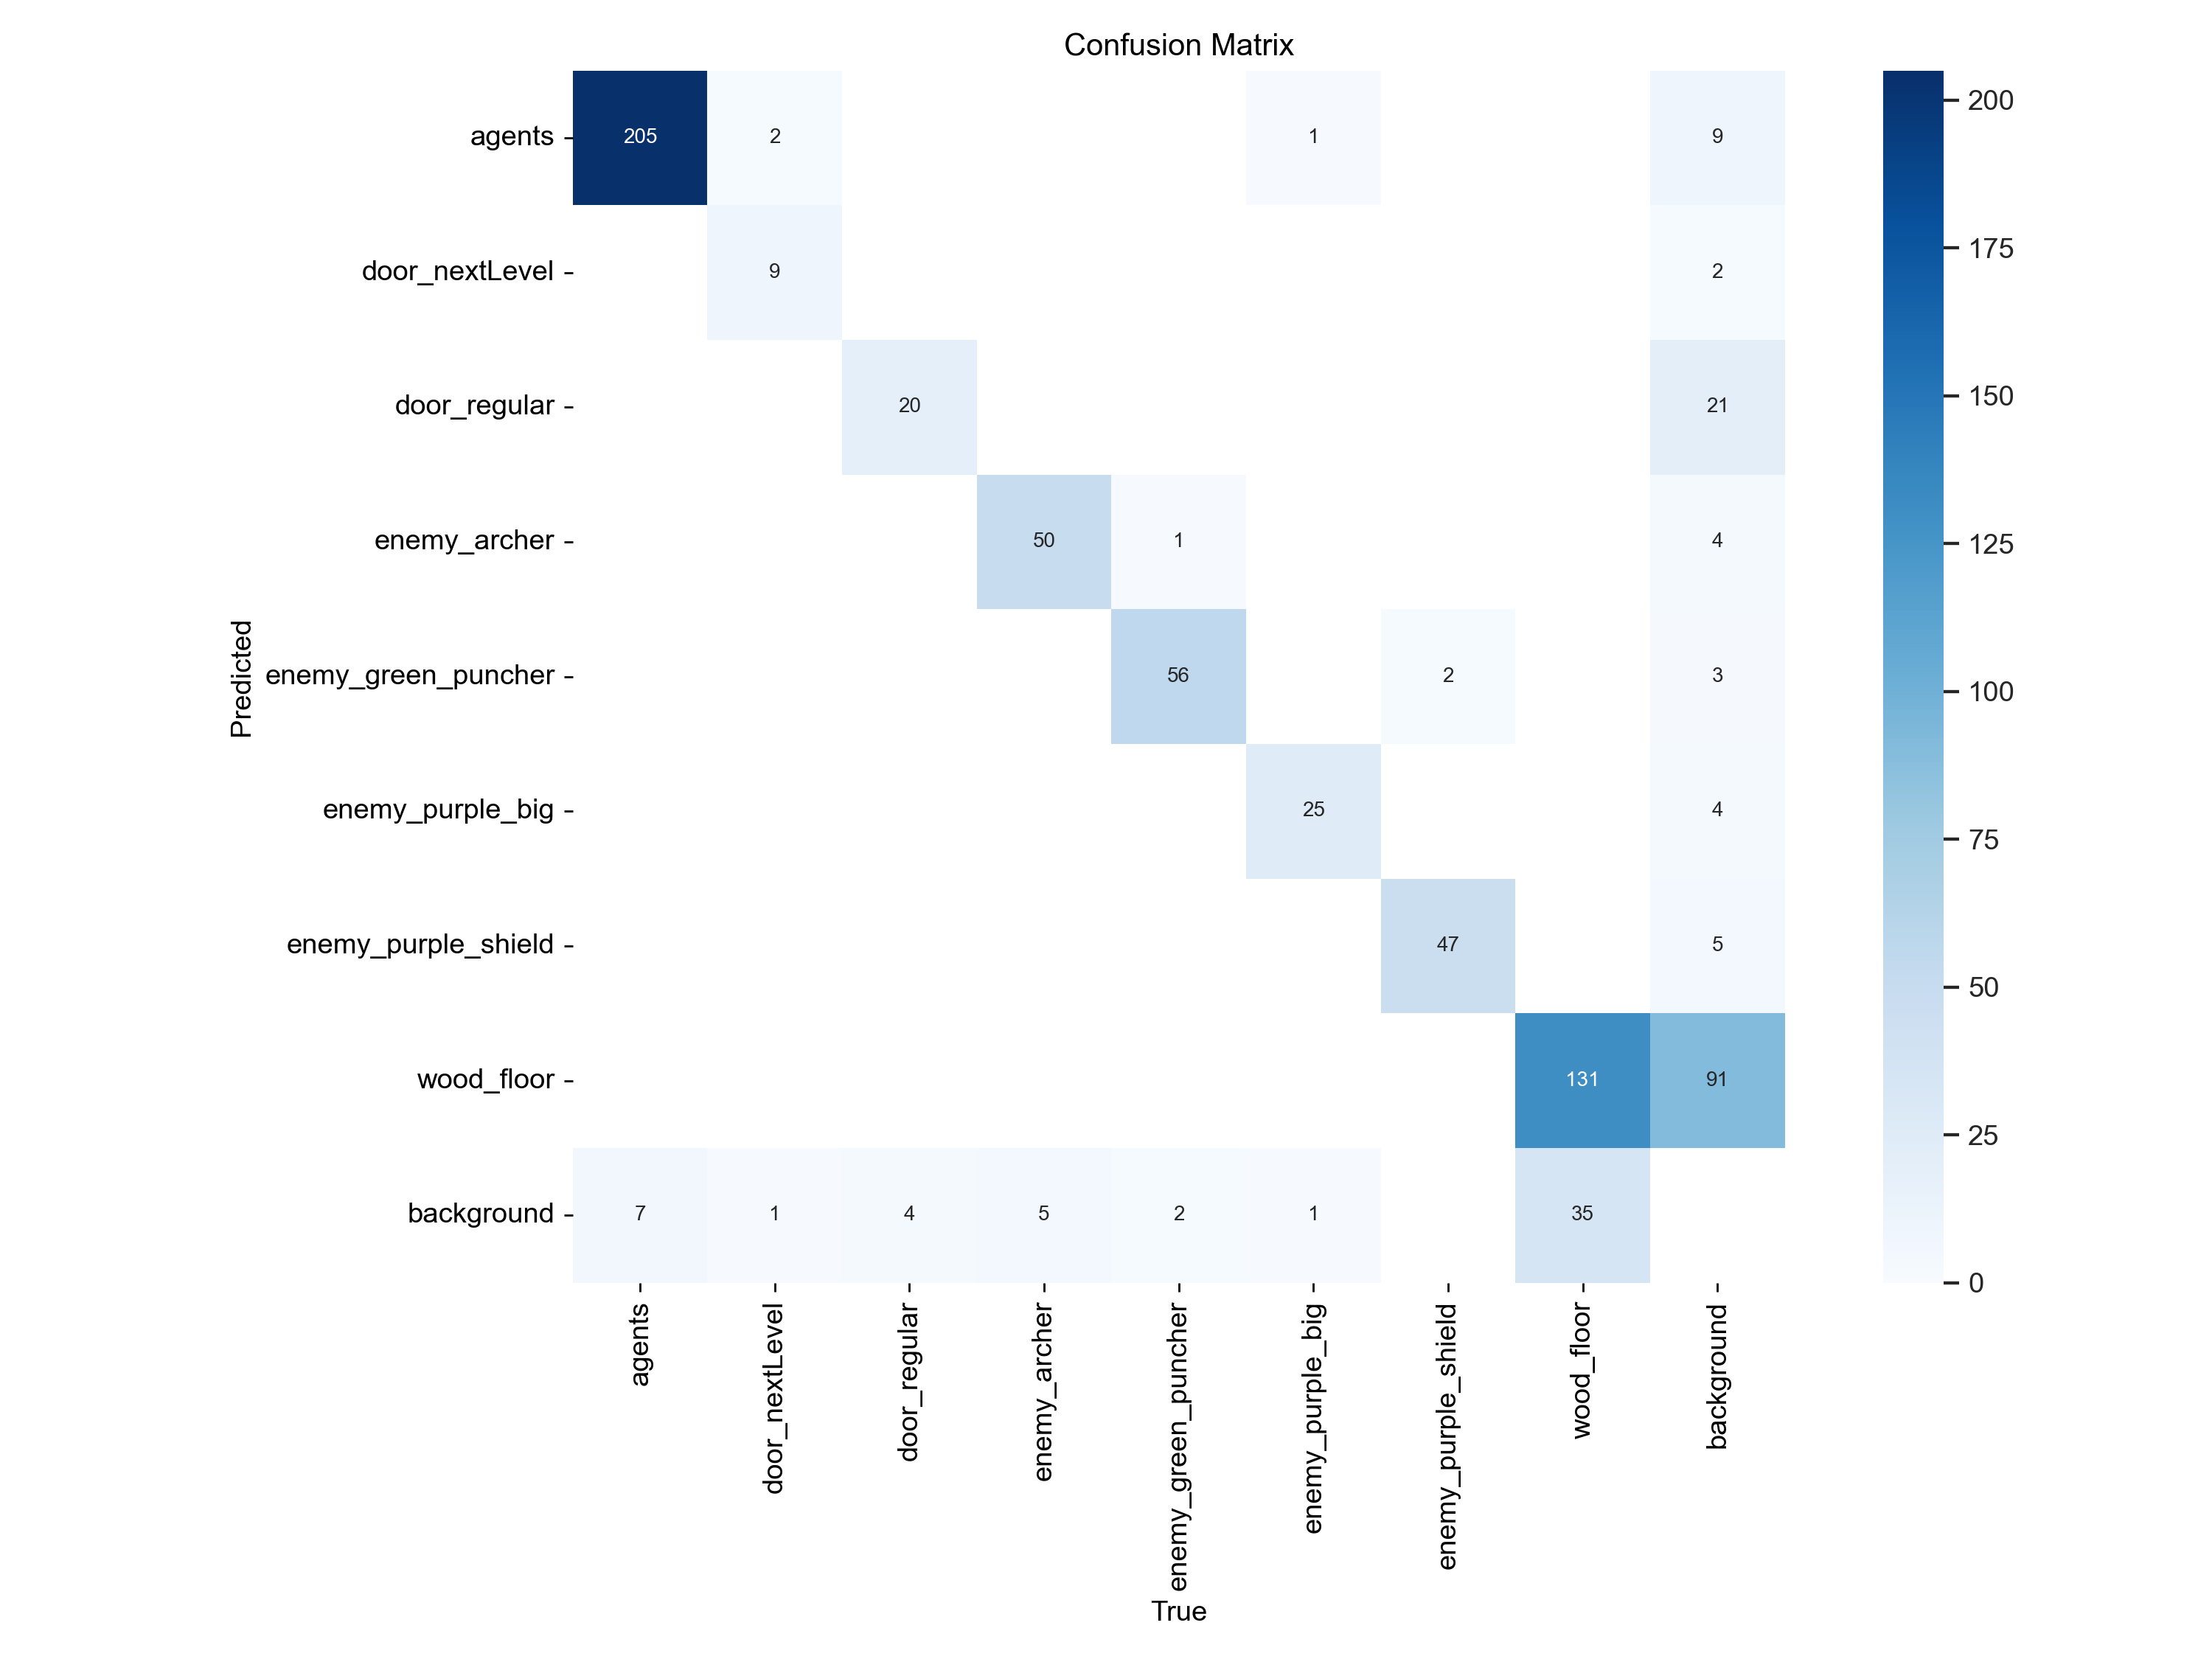 Confusion Matrix
Predicted
agents
205 2 1 9
door_nextLevel
9 2
door_regular
20 21
enemy_archer
50 1 4
enemy_green_puncher
56 2 3
enemy_purple_big
25 4
enemy_purple_shield
47 5
wood_floor
131 91
background
7 1 4 5 2 1 35
agents
door_nextLevel
door_regular
enemy_archer
enemy_green_puncher
enemy_purple_big
enemy_purple_shield
wood_floor
background
True
200
175
150
125
100
75
50
25
0